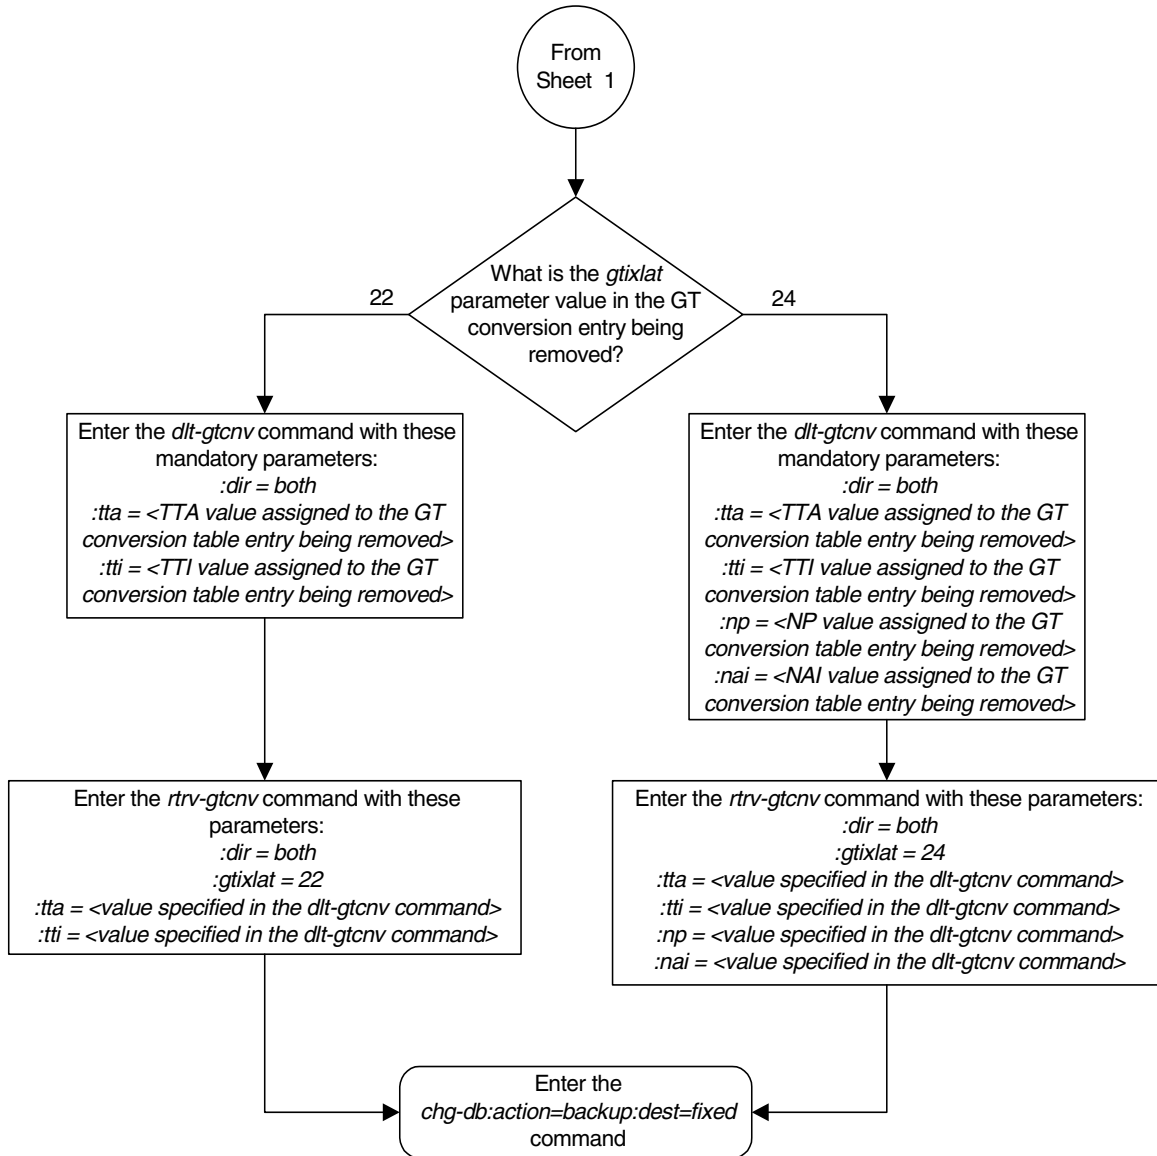 From
Sheet 1
What is the gtixlat
parameter value in the GT
conversion entry being
removed?
22
24
Enter the dlt-gtcnv command with these
mandatory parameters:
:dir = both
:tta = <TTA value assigned to the GT
conversion table entry being removed>
:tti = <TTI value assigned to the GT
conversion table entry being removed>
Enter the dlt-gtcnv command with these
mandatory parameters:
:dir = both
:tta = <TTA value assigned to the GT
conversion table entry being removed>
:tti = <TTI value assigned to the GT
conversion table entry being removed>
:np = <NP value assigned to the GT
conversion table entry being removed>
:nai = <NAI value assigned to the GT
conversion table entry being removed>
Enter the rtrv-gtcnv command with these
parameters:
:dir = both
:gtixlat = 22
:tta = <value specified in the dlt-gtcnv command>
:tti = <value specified in the dlt-gtcnv command>
Enter the rtrv-gtcnv command with these parameters:
:dir = both
:gtixlat = 24
:tta = <value specified in the dlt-gtcnv command>
:tti = <value specified in the dlt-gtcnv command>
:np = <value specified in the dlt-gtcnv command>
:nai = <value specified in the dlt-gtcnv command>
Enter the
chg-db:action=backup:dest=fixed
command